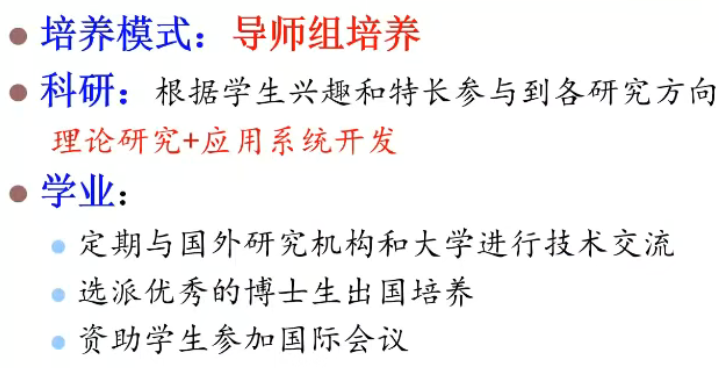 培养模式：导师组培养
科研：根据学生兴趣和特长参与到各研究方向
理论研究+应用系统开发
学业：
定期与国外研究机构和大学进行技术交流
选派优秀的博士生出国培养
资助学生参加国际会议